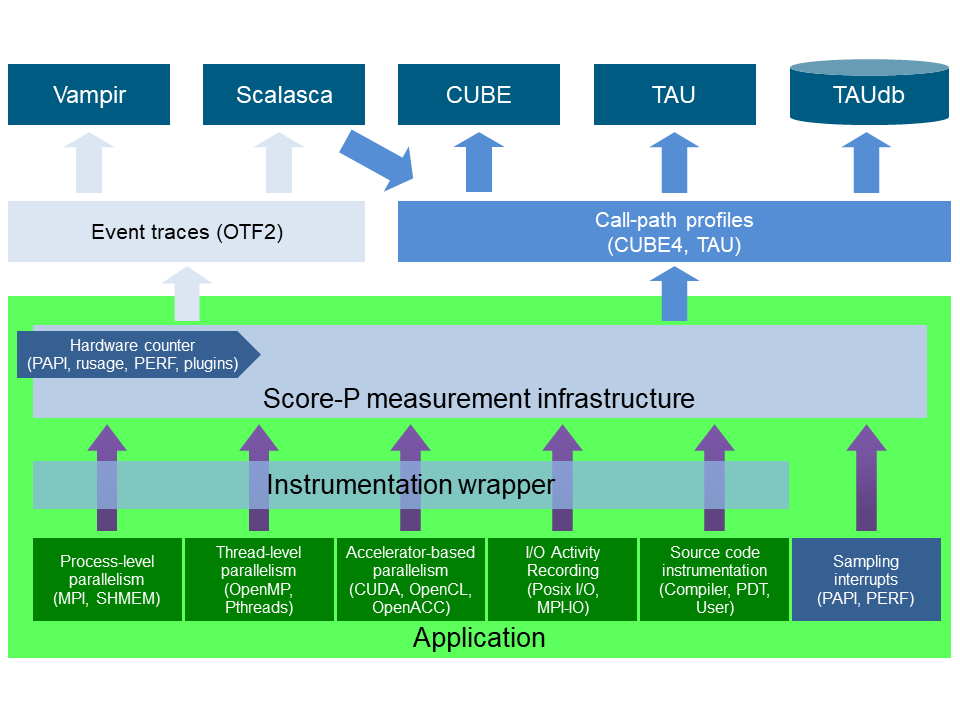 Vampir
Scalasca
CUBE
TAU
TAUdb
Event traces (OTF2)
Call-path profiles
(CUBE4, TAU)
Hardware counter
(PAPI, rusage, PERF, plugins)
Score-P measurement infrastructure
Instrumentation wrapper
Process-level
parallelism
(MPI, SHMEM)
Thread-level
parallelism
(OpenMP,
Pthreads)
Accelerator-based
parallelism
(CUDA, OpenCL,
OpenACC)
I/O Activity
Recording
(Posix I/O,
MPI-IO)
Source code
instrumentation
(Compiler, PDT,
User)
Sampling
interrupts
(PAPI, PERF)
Application